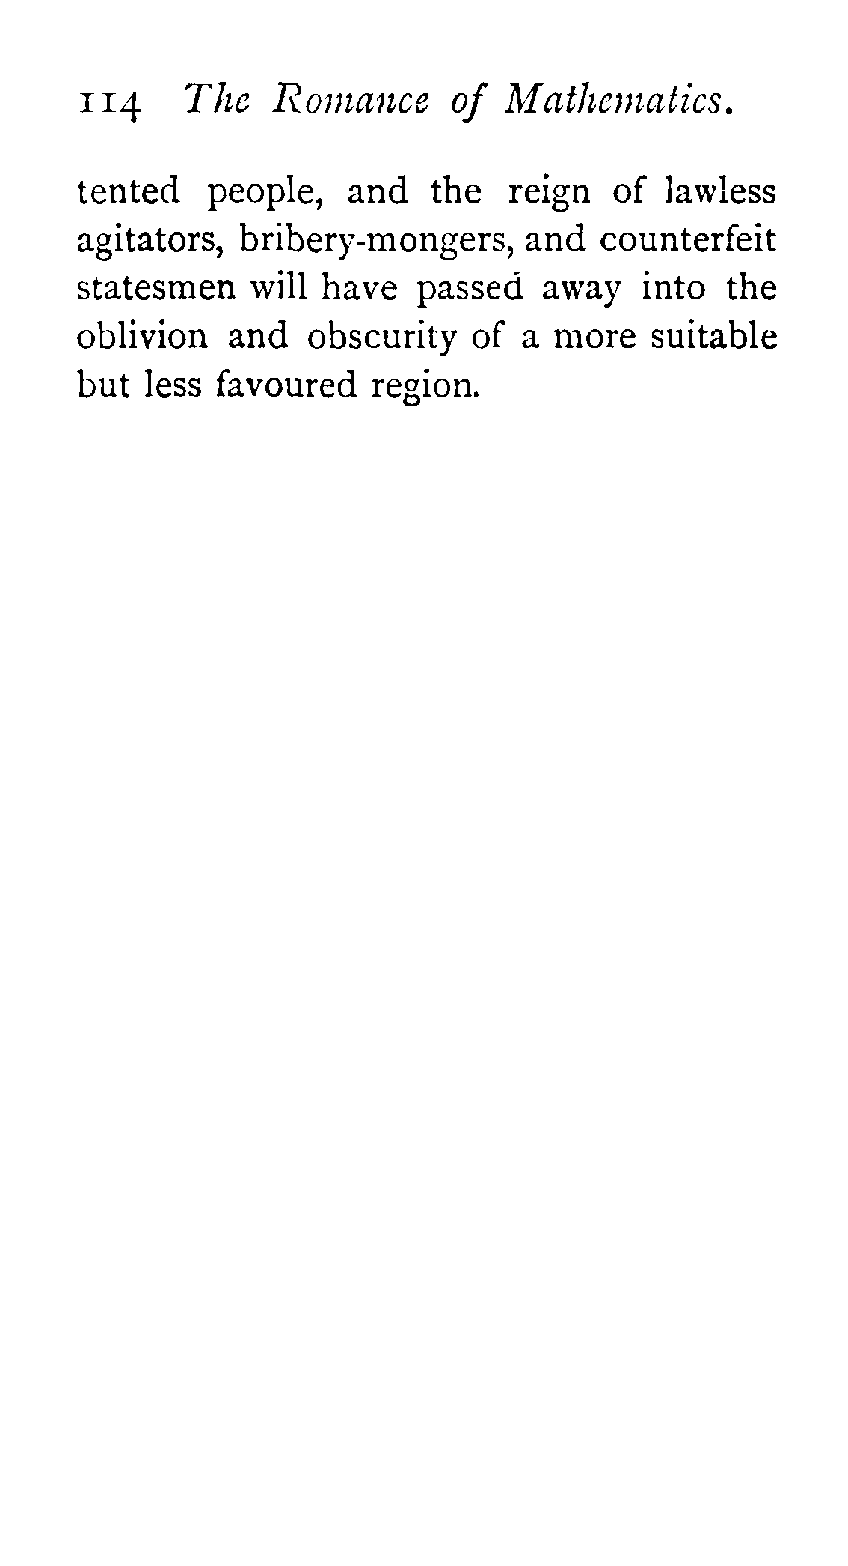 114 The Romance of Mathematics.
tented people, and the reign of lawless
agitators, bribery-mongers, and counterfeit
statesmen will have passed away into the
oblivion and obscurity of a more suitable
but less favoured region.